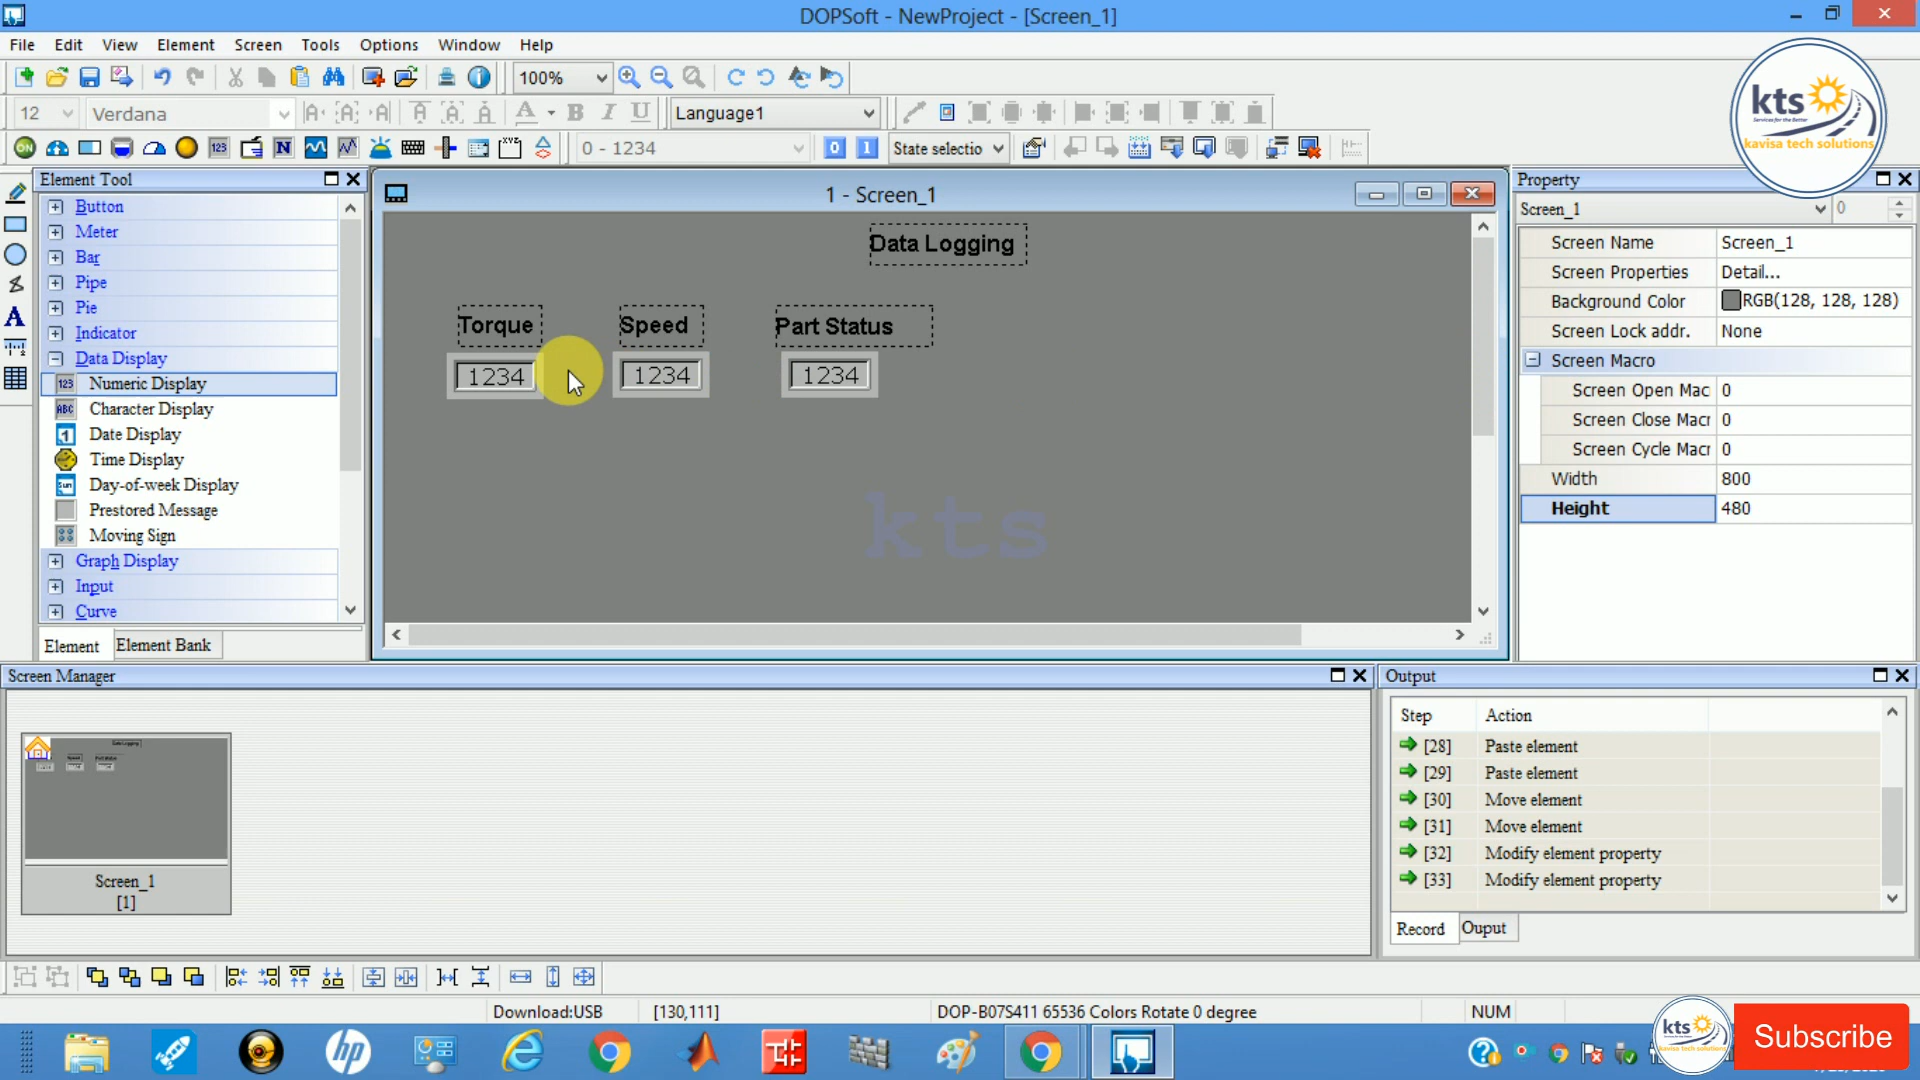 DOPSoft - NewProject - [Screen_1]
File Edit View Element Screen Tools Options Window Help
100%
12 Verdana Language1
0 - 1234 State selectio
kts
Services for the Better
kavisa tech solutions
Element Tool
Button
Meter
Bar
Pipe
Pie
Indicator
Data Display
Numeric Display
Character Display
Date Display
Time Display
Day-of-week Display
Prestored Message
Moving Sign
Graph Display
Input
Curve
Element Element Bank
1 - Screen_1
Data Logging
Torque Speed Part Status
1234 1234 1234
kts
Property
Screen_1 0
Screen Name Screen_1
Screen Properties Detail...
Background Color RGB(128, 128, 128)
Screen Lock addr. None
Screen Macro
Screen Open Mac 0
Screen Close Macr 0
Screen Cycle Macr 0
Width 800
Height 480
Screen Manager
Screen_1
[1]
Output
Step Action
[28] Paste element
[29] Paste element
[30] Move element
[31] Move element
[32] Modify element property
[33] Modify element property
Record Ouput
Download:USB [130,111] DOP-B07S411 65536 Colors Rotate 0 degree NUM
kts
kavisa tech solutions
Subscribe